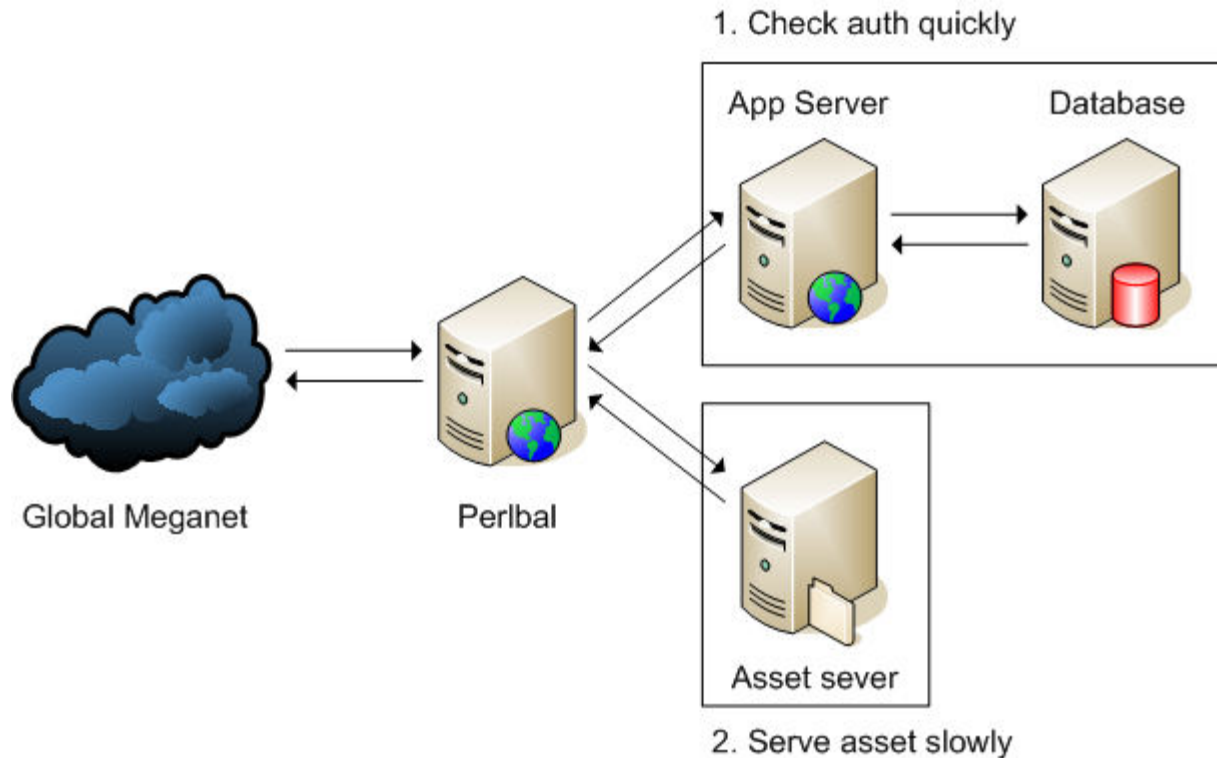 1. Check auth quickly
App Server
Database
Global Meganet
Perlbal
Asset sever
2. Serve asset slowly